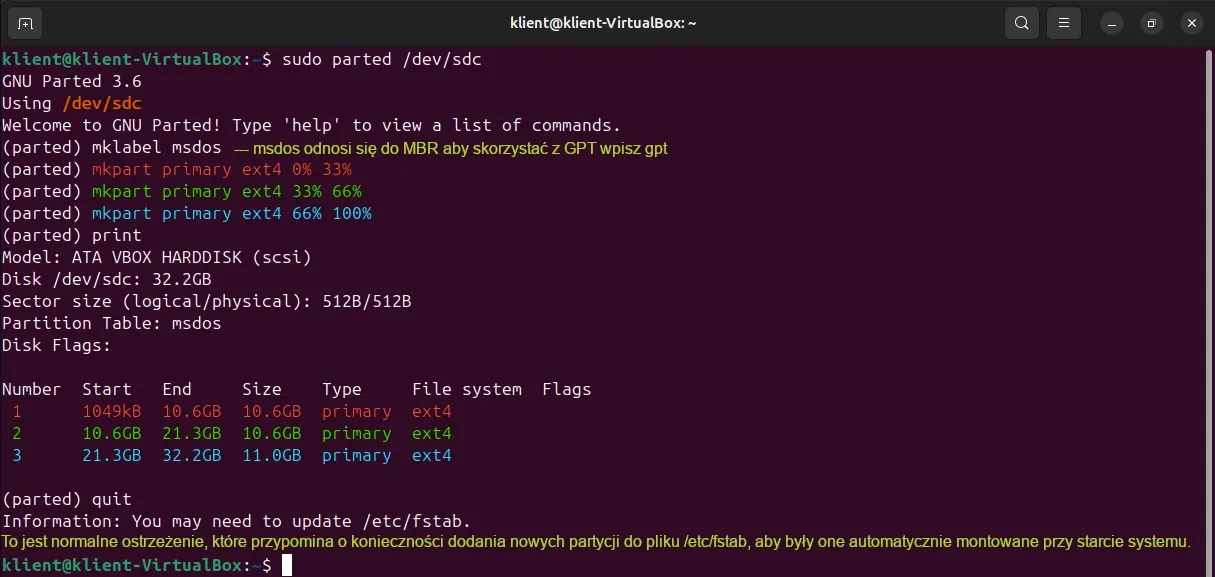 klient@klient-VirtualBox: ~
klient@klient-VirtualBox:~$ sudo parted /dev/sdc
GNU Parted 3.6
Using /dev/sdc
Welcome to GNU Parted! Type 'help' to view a list of commands.
(parted) mklabel msdos --- msdos odnosi się do MBR aby skorzystać z GPT wpisz gpt
(parted) mkpart primary ext4 0% 33%
(parted) mkpart primary ext4 33% 66%
(parted) mkpart primary ext4 66% 100%
(parted) print
Model: ATA VBOX HARDDISK (scsi)
Disk /dev/sdc: 32.2GB
Sector size (logical/physical): 512B/512B
Partition Table: msdos
Disk Flags:
Number Start End Size Type File system Flags
1 1049kB 10.6GB 10.6GB primary ext4
2 10.6GB 21.3GB 10.6GB primary ext4
3 21.3GB 32.2GB 11.0GB primary ext4
(parted) quit
Information: You may need to update /etc/fstab.
To jest normalne ostrzeżenie, które przypomina o konieczności dodania nowych partycji do pliku /etc/fstab, aby były one automatycznie montowane przy starcie systemu.
klient@klient-VirtualBox:~$